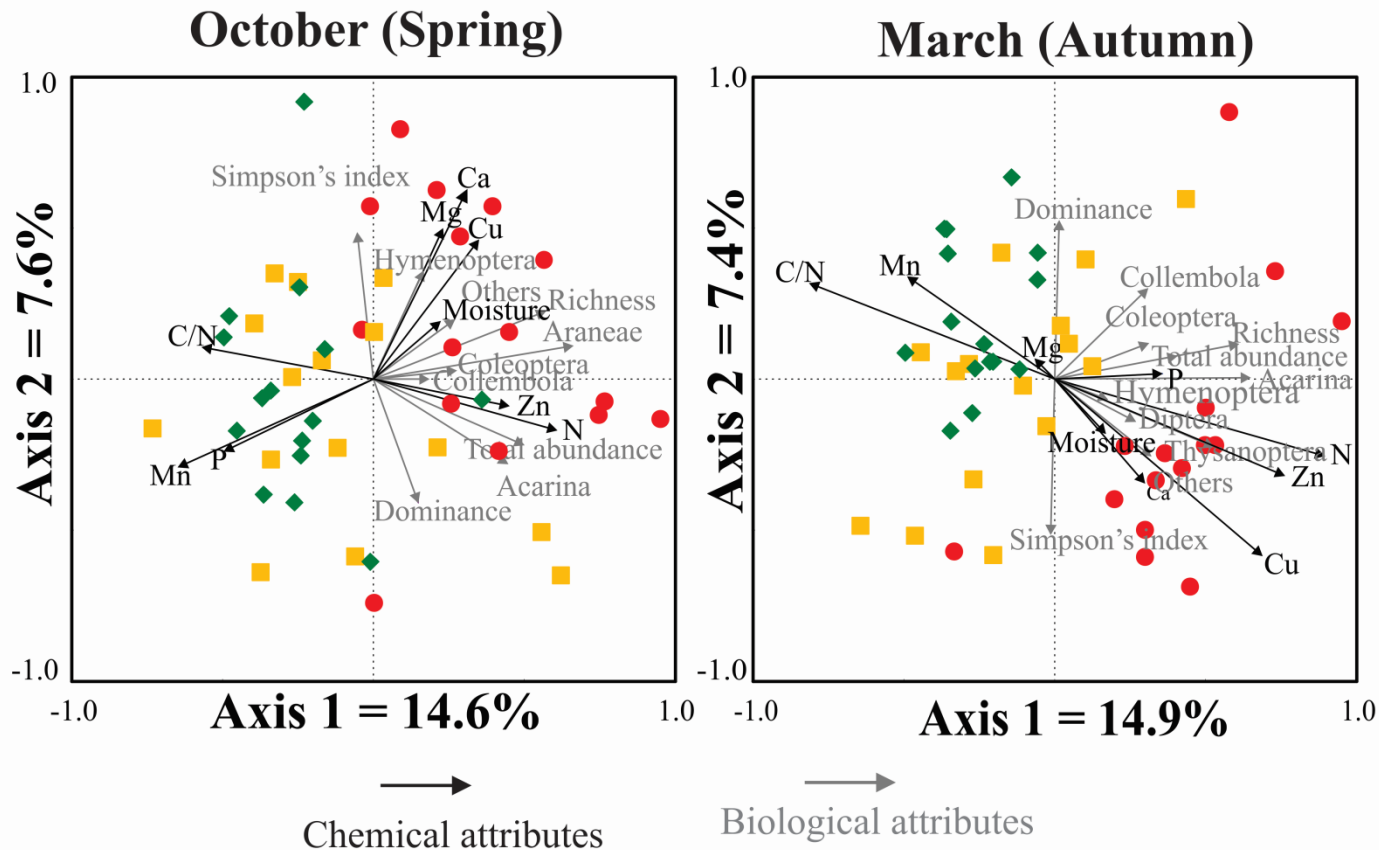 October (Spring)
March (Autumn)
1.0
Axis 2 = 7.6%
Simpson's index
Ca
Mg
Cu
Hymenoptera
Others
Moisture
Richness
Araneae
C/N
Coleoptera
Collembola
Zn
N
Mn
P
Total abundance
Acarina
Dominance
-1.0
-1.0
Axis 1 = 14.6%
1.0
1.0
Axis 2 = 7.4%
Dominance
C/N
Mn
Collembola
Coleoptera
Richness
Mg
Total abundance
P
Acarina
Hymenoptera
Diptera
Moisture
Thysanoptera
N
Zn
Ca
Others
Simpson's index
Cu
-1.0
-1.0
Axis 1 = 14.9%
1.0
Chemical attributes
Biological attributes